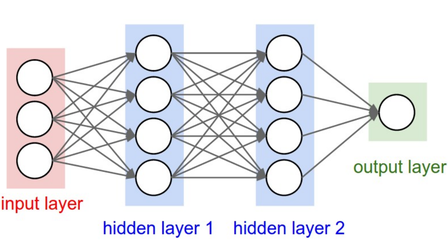 input layer
hidden layer 1
hidden layer 2
output layer